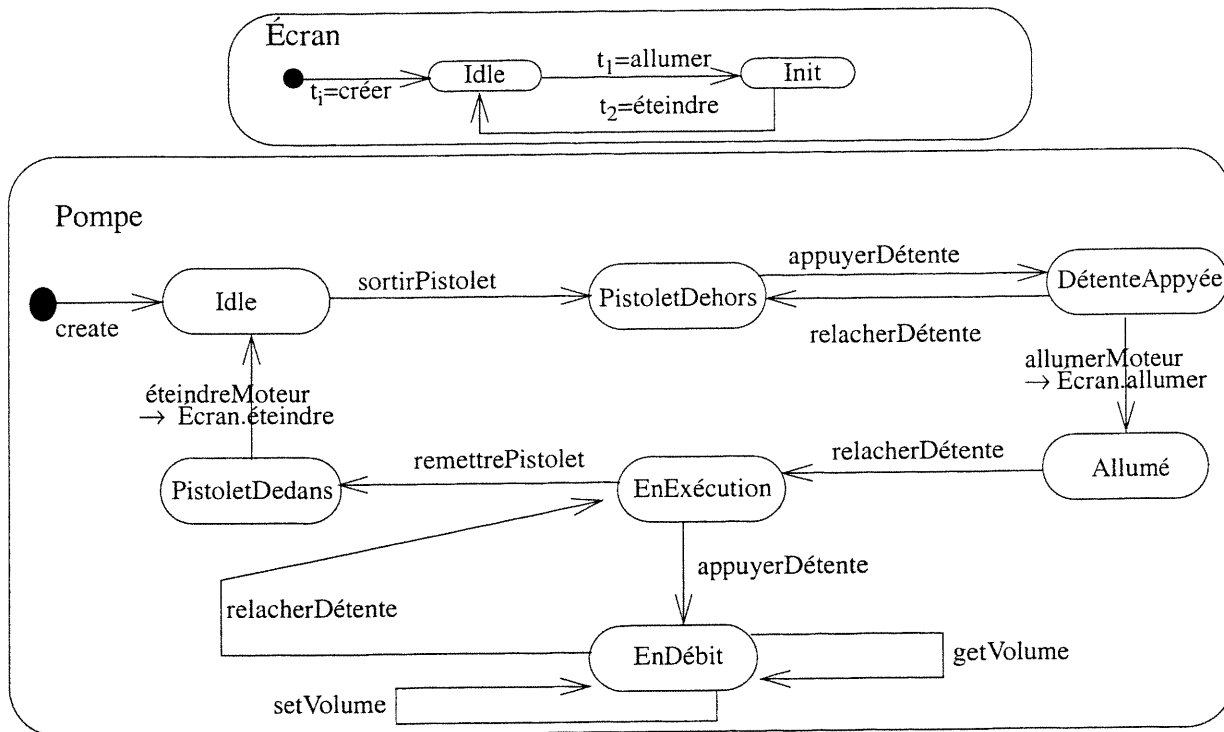 Écran
Idle
t1=allumer
Init
ti=créer
t2=éteindre
Pompe
Idle
sortirPistolet
PistoletDehors
appuyerDétente
DétenteAppyée
create
relacherDétente
éteindreMoteur
→ Écran.éteindre
allumerMoteur
→ Écran.allumer
PistoletDedans
remettrePistolet
EnExécution
relacherDétente
Allumé
appuyerDétente
relacherDétente
EnDébit
getVolume
setVolume